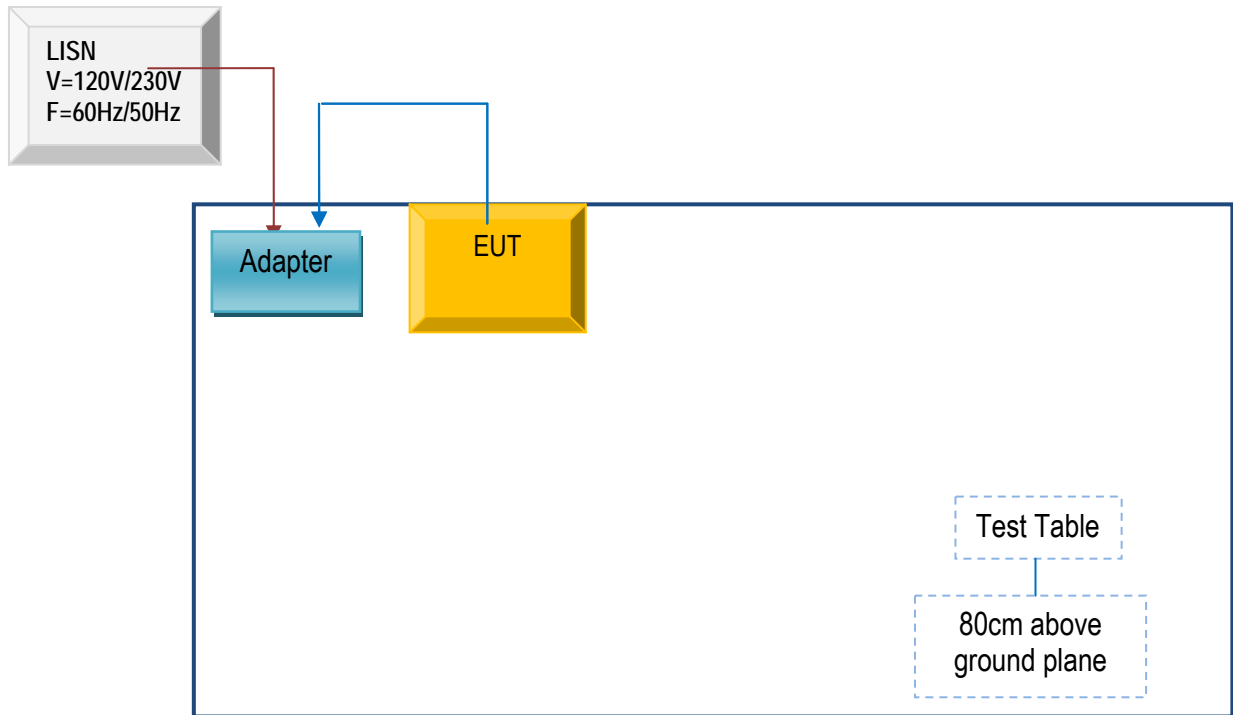 LISN
V=120V/230V
F=60Hz/50Hz
Adapter
EUT
Test Table
80cm above
ground plane